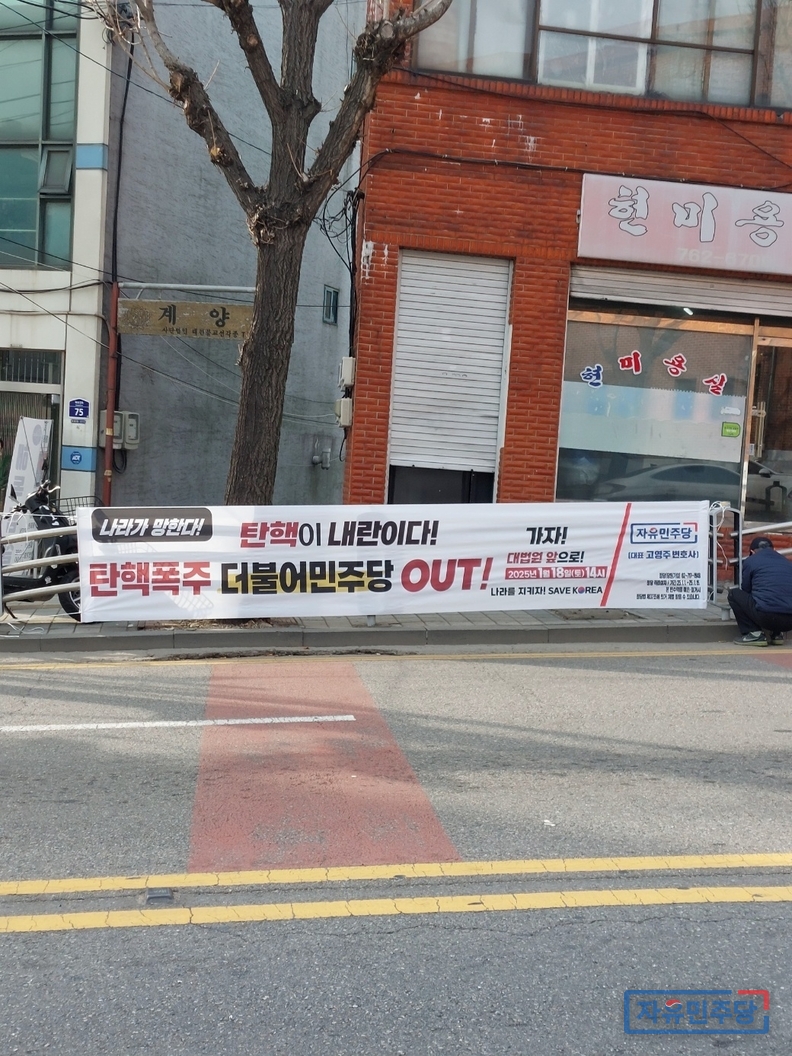 현미용
762-6706
계양
현미용실
75
나라가 망한다!
탄핵이 내란이다!
탄핵폭주 더불어민주당 OUT!
가자!
대법원 앞으로!
2025년 1월 18일(토) 14시
나라를 지키자! SAVE KOREA
자유민주당
(대표 고영주 변호사)
자유민주당